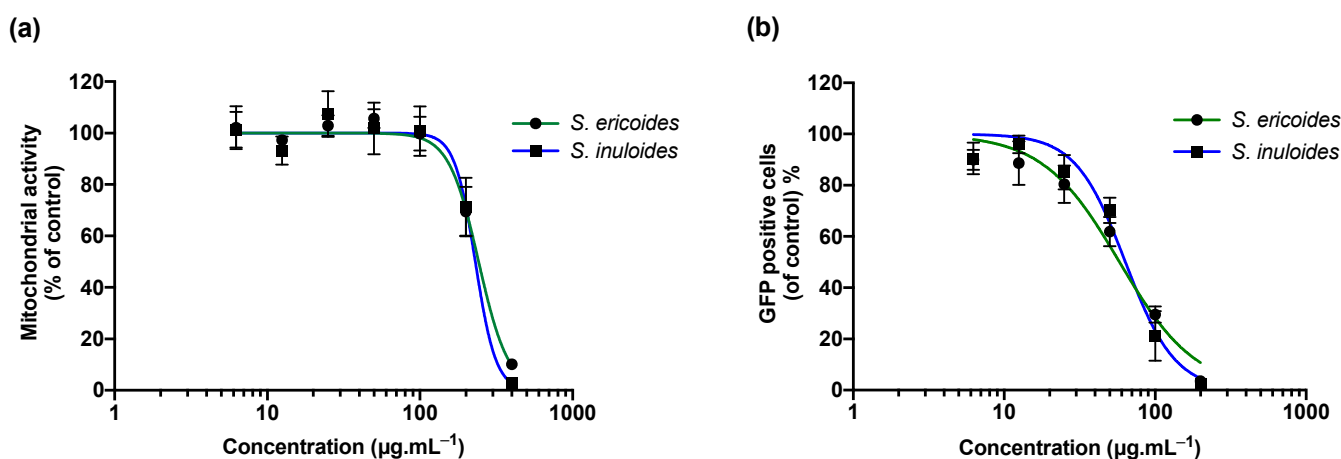 (a)
120
100
80
60
40
20
0
1
10
100
1000
Mitochondrial activity
(% of control)
Concentration (µg.mL⁻¹)
S. ericoides
S. inuloides
(b)
120
100
80
60
40
20
0
1
10
100
1000
GFP positive cells
(of control) %
Concentration (µg.mL⁻¹)
S. ericoides
S. inuloides